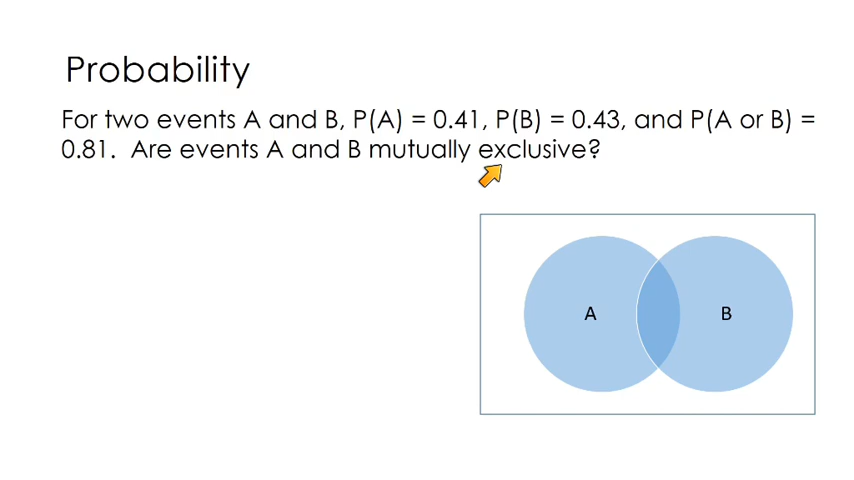 Probability
For two events A and B, P(A) = 0.41, P(B) = 0.43, and P(A or B) =
0.81.  Are events A and B mutually exclusive?
A B